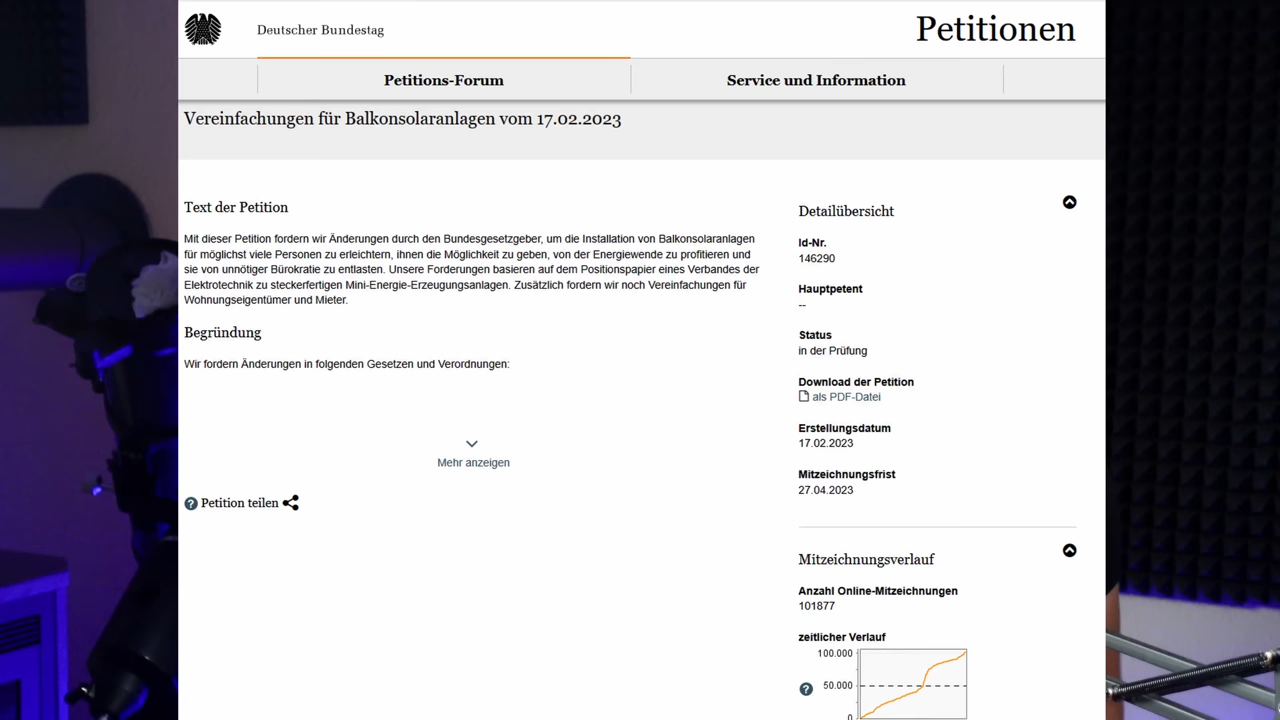 Deutscher Bundestag
Petitionen
Petitions-Forum
Service und Information
Vereinfachungen für Balkonsolaranlagen vom 17.02.2023
Text der Petition
Mit dieser Petition fordern wir Änderungen durch den Bundesgesetzgeber, um die Installation von Balkonsolaranlagen
für möglichst viele Personen zu erleichtern, ihnen die Möglichkeit zu geben, von der Energiewende zu profitieren und
sie von unnötiger Bürokratie zu entlasten. Unsere Forderungen basieren auf dem Positionspapier eines Verbandes der
Elektrotechnik zu steckerfertigen Mini-Energie-Erzeugungsanlagen. Zusätzlich fordern wir noch Vereinfachungen für
Wohnungseigentümer und Mieter.
Begründung
Wir fordern Änderungen in folgenden Gesetzen und Verordnungen:
Mehr anzeigen
? Petition teilen
Detailübersicht
Id-Nr.
146290
Hauptpetent
--
Status
in der Prüfung
Download der Petition
als PDF-Datei
Erstellungsdatum
17.02.2023
Mitzeichnungsfrist
27.04.2023
Mitzeichnungsverlauf
Anzahl Online-Mitzeichnungen
101877
zeitlicher Verlauf
100.000
? 50.000
0